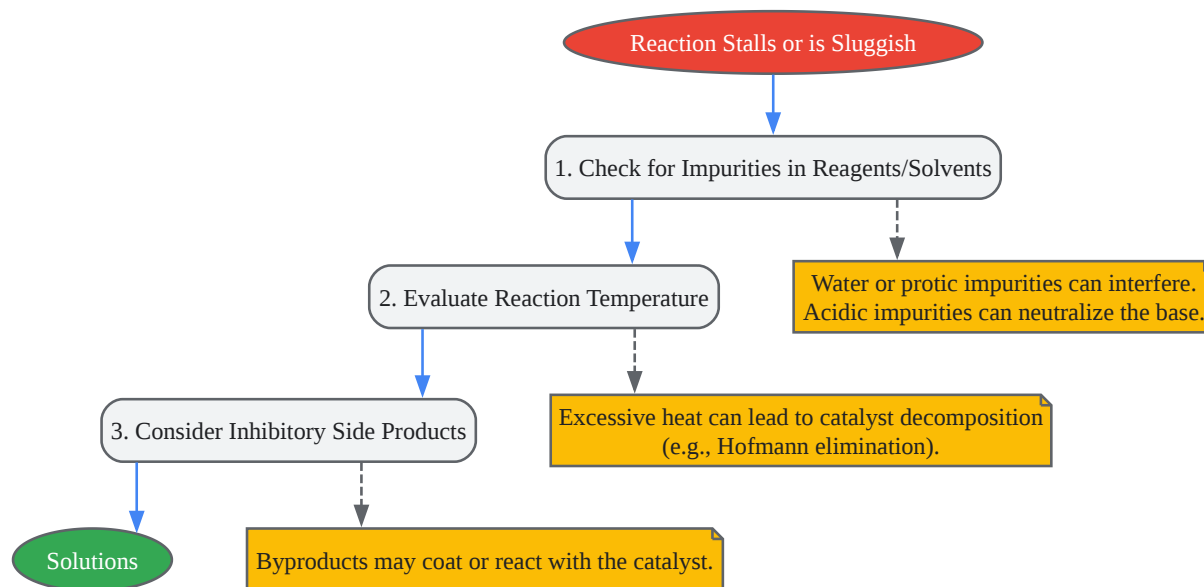 Reaction Stalls or is Sluggish
1. Check for Impurities in Reagents/Solvents
Water or protic impurities can interfere.
Acidic impurities can neutralize the base.
2. Evaluate Reaction Temperature
Excessive heat can lead to catalyst decomposition
(e.g., Hofmann elimination).
3. Consider Inhibitory Side Products
Byproducts may coat or react with the catalyst.
Solutions